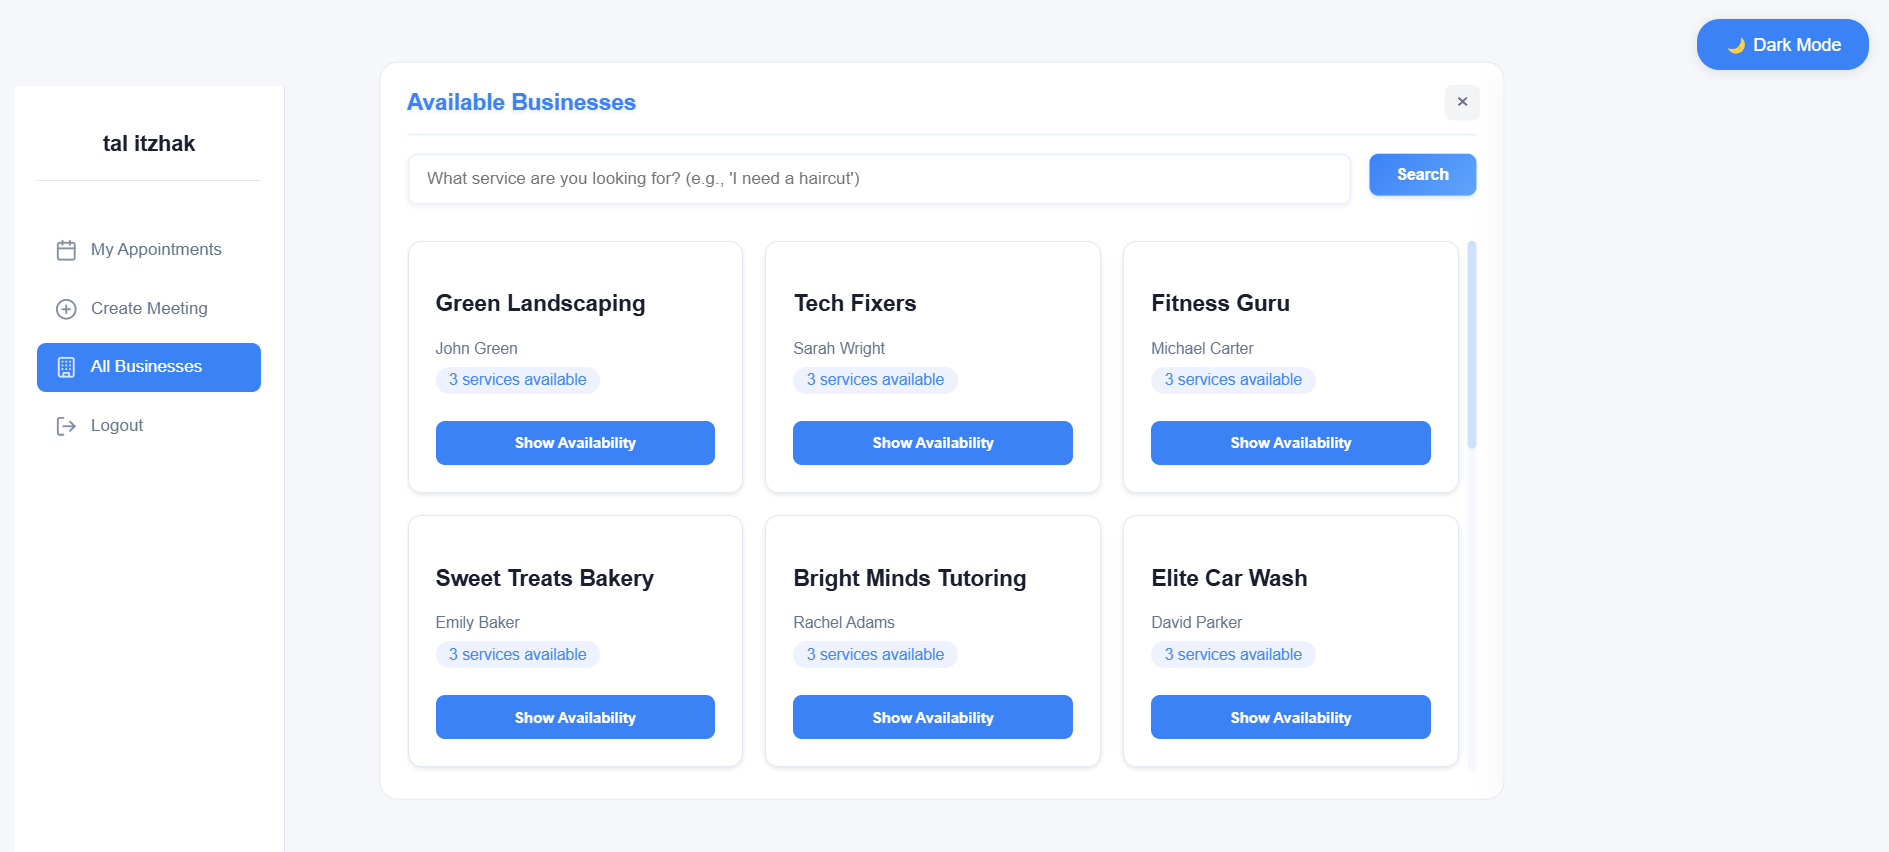 Dark Mode
tal itzhak
My Appointments
Create Meeting
All Businesses
Logout
Available Businesses
×
What service are you looking for? (e.g., 'I need a haircut')
Search
Green Landscaping
John Green
3 services available
Show Availability
Tech Fixers
Sarah Wright
3 services available
Show Availability
Fitness Guru
Michael Carter
3 services available
Show Availability
Sweet Treats Bakery
Emily Baker
3 services available
Show Availability
Bright Minds Tutoring
Rachel Adams
3 services available
Show Availability
Elite Car Wash
David Parker
3 services available
Show Availability